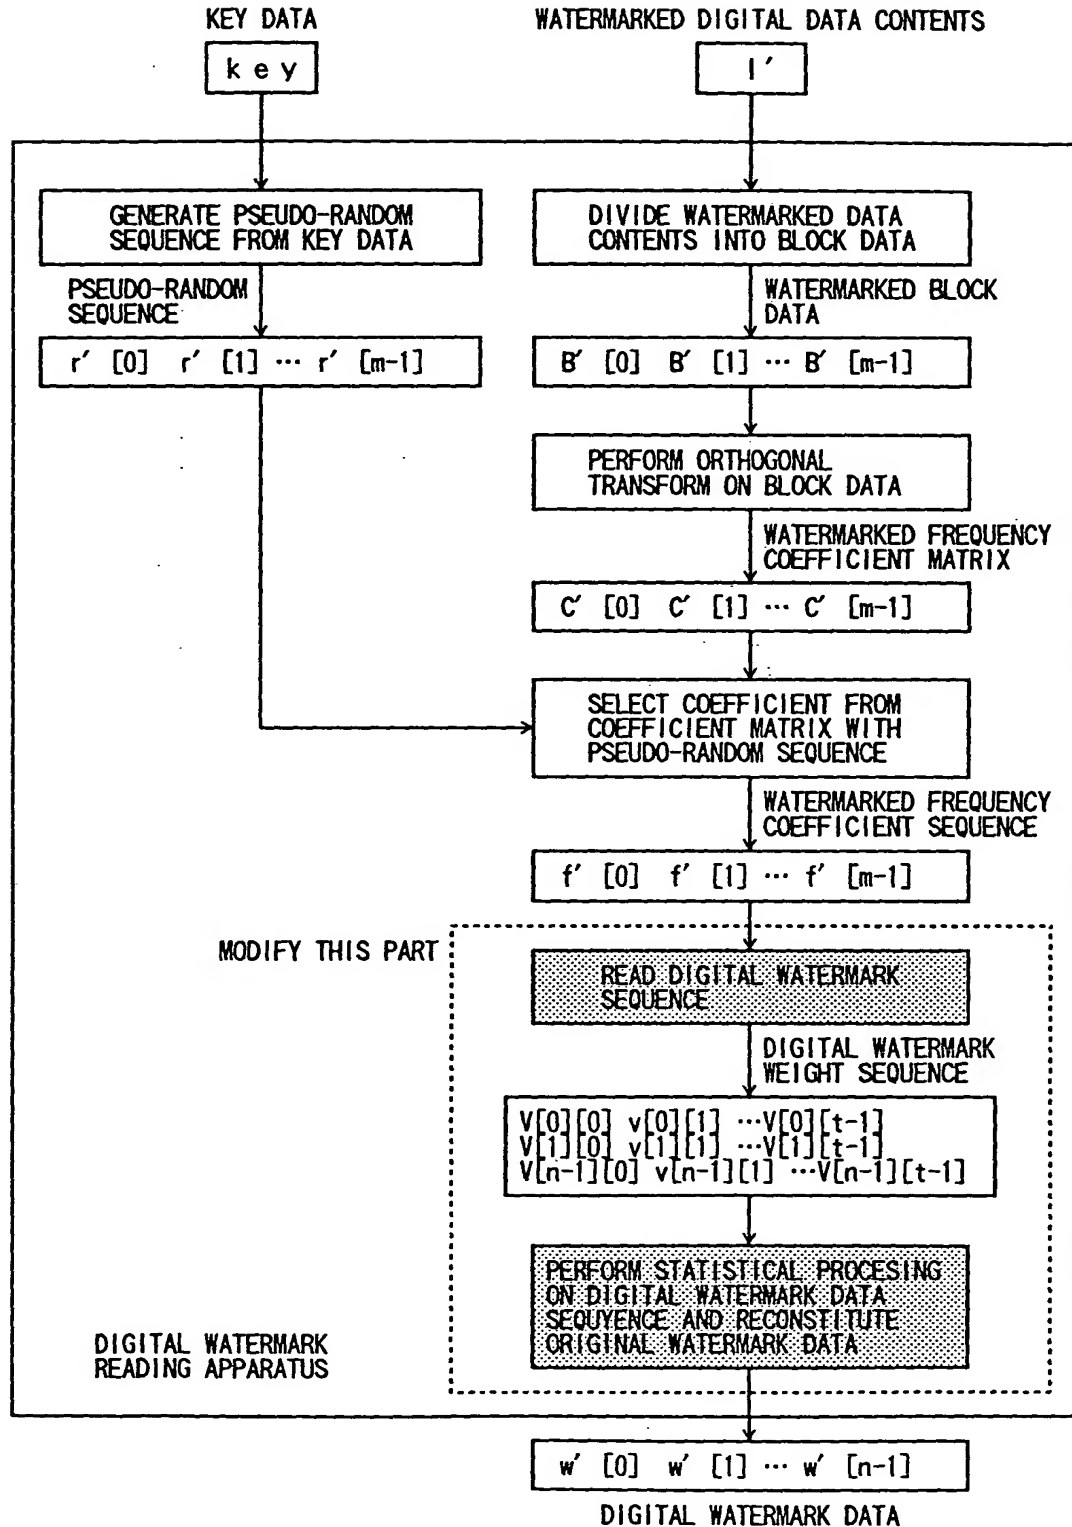 KEY DATA
WATERMARKED DIGITAL DATA CONTENTS
key
I′
GENERATE PSEUDO-RANDOM
SEQUENCE FROM KEY DATA
DIVIDE WATERMARKED DATA
CONTENTS INTO BLOCK DATA
PSEUDO-RANDOM
SEQUENCE
WATERMARKED BLOCK
DATA
r′ [0] r′ [1] ··· r′ [m-1]
B′ [0] B′ [1] ··· B′ [m-1]
PERFORM ORTHOGONAL
TRANSFORM ON BLOCK DATA
WATERMARKED FREQUENCY
COEFFICIENT MATRIX
C′ [0] C′ [1] ··· C′ [m-1]
SELECT COEFFICIENT FROM
COEFFICIENT MATRIX WITH
PSEUDO-RANDOM SEQUENCE
WATERMARKED FREQUENCY
COEFFICIENT SEQUENCE
f′ [0] f′ [1] ··· f′ [m-1]
MODIFY THIS PART
READ DIGITAL WATERMARK
SEQUENCE
DIGITAL WATERMARK
WEIGHT SEQUENCE
V[0][0] v[0][1] ···V[0][t-1]
V[1][0] v[1][1] ···V[1][t-1]
V[n-1][0] v[n-1][1] ···V[n-1][t-1]
PERFORM STATISTICAL PROCESING
ON DIGITAL WATERMARK DATA
SEQUYENCE AND RECONSTITUTE
ORIGINAL WATERMARK DATA
DIGITAL WATERMARK
READING APPARATUS
w′ [0] w′ [1] ··· w′ [n-1]
DIGITAL WATERMARK DATA